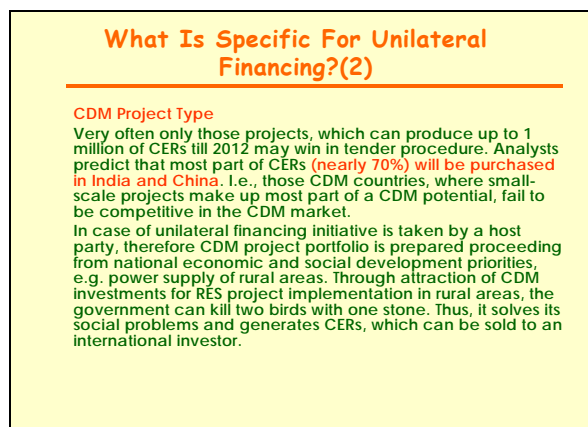 What Is Specific For Unilateral
Financing?(2)
CDM Project Type
Very often only those projects, which can produce up to 1
million of CERs till 2012 may win in tender procedure. Analysts
predict that most part of CERs (nearly 70%) will be purchased
in India and China. I.e., those CDM countries, where small-
scale projects make up most part of a CDM potential, fail to
be competitive in the CDM market.
In case of unilateral financing initiative is taken by a host
party, therefore CDM project portfolio is prepared proceeding
from national economic and social development priorities,
e.g. power supply of rural areas. Through attraction of CDM
investments for RES project implementation in rural areas, the
government can kill two birds with one stone. Thus, it solves its
social problems and generates CERs, which can be sold to an
international investor.